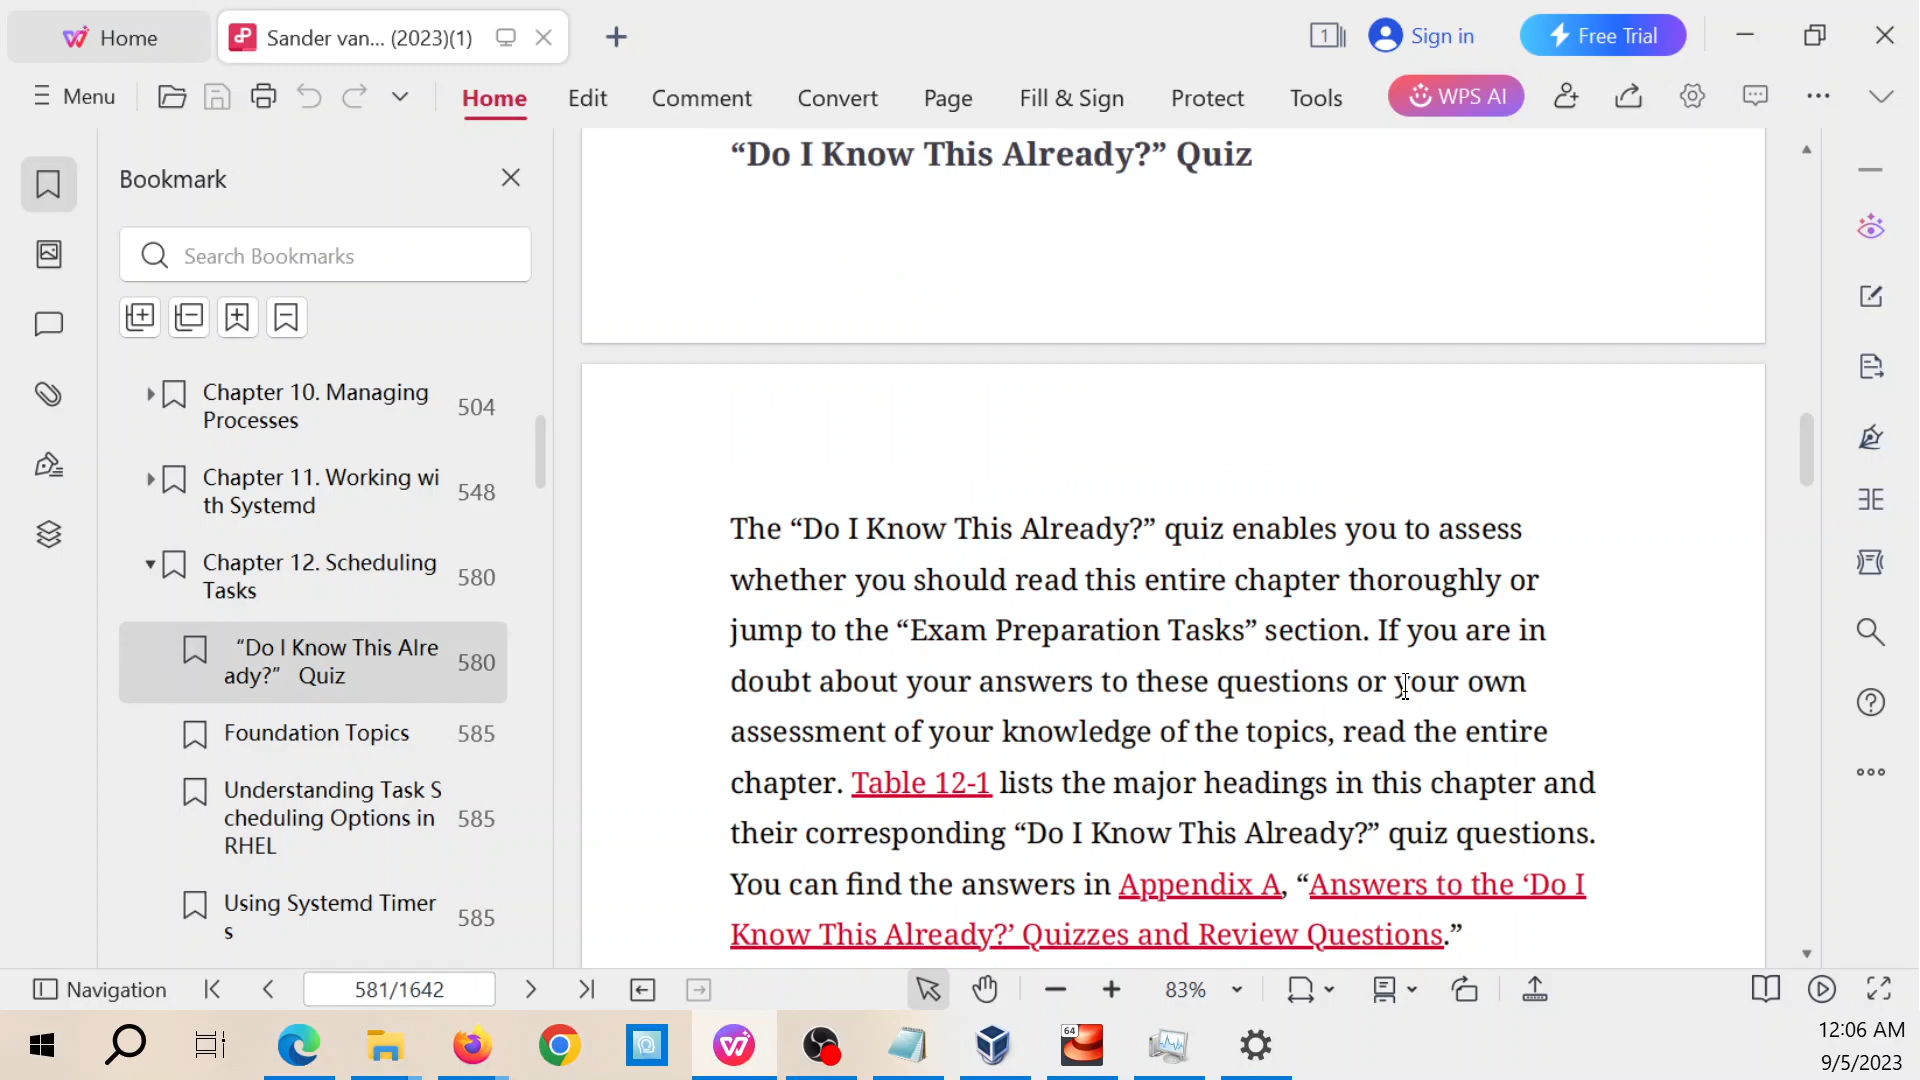 Home
Sander van... (2023)(1)
1
Sign in
Free Trial
Menu
Home
Edit
Comment
Convert
Page
Fill & Sign
Protect
Tools
WPS AI
Bookmark
Search Bookmarks
Chapter 10. Managing
Processes
504
Chapter 11. Working wi
th Systemd
548
Chapter 12. Scheduling
Tasks
580
“Do I Know This Alre
ady?” Quiz
580
Foundation Topics
585
Understanding Task S
cheduling Options in
RHEL
585
Using Systemd Timer
s
585
“Do I Know This Already?” Quiz
The “Do I Know This Already?” quiz enables you to assess
whether you should read this entire chapter thoroughly or
jump to the “Exam Preparation Tasks” section. If you are in
doubt about your answers to these questions or your own
assessment of your knowledge of the topics, read the entire
chapter. Table 12-1 lists the major headings in this chapter and
their corresponding “Do I Know This Already?” quiz questions.
You can find the answers in Appendix A, “Answers to the ‘Do I
Know This Already?’ Quizzes and Review Questions.”
Navigation
581/1642
83%
64
12:06 AM
9/5/2023